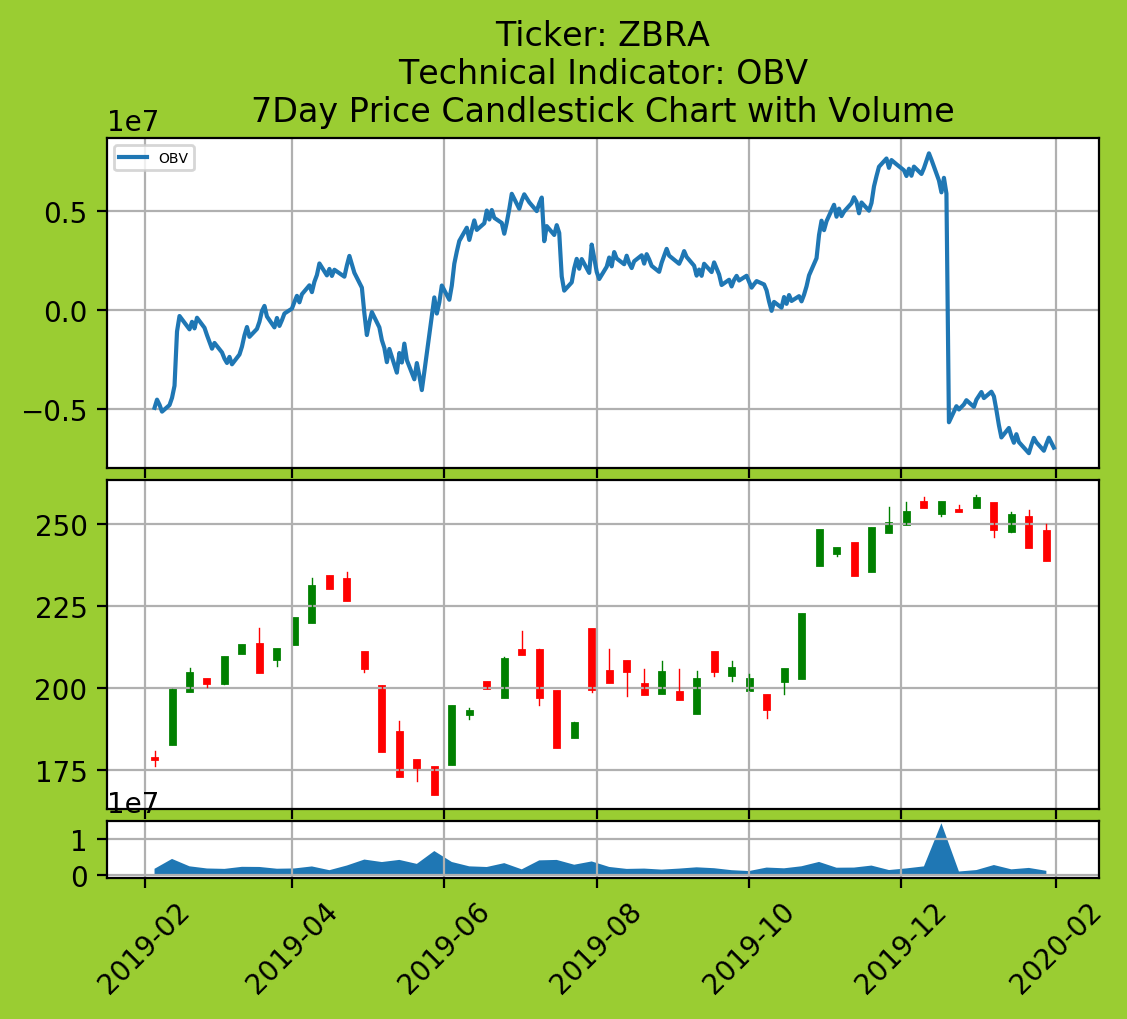 Ticker: ZBRA
Technical Indicator: OBV
7Day Price Candlestick Chart with Volume
1e7
OBV
0.5
0.0
−0.5
250
225
200
175
1e7
1
0
2019-02
2019-04
2019-06
2019-08
2019-10
2019-12
2020-02